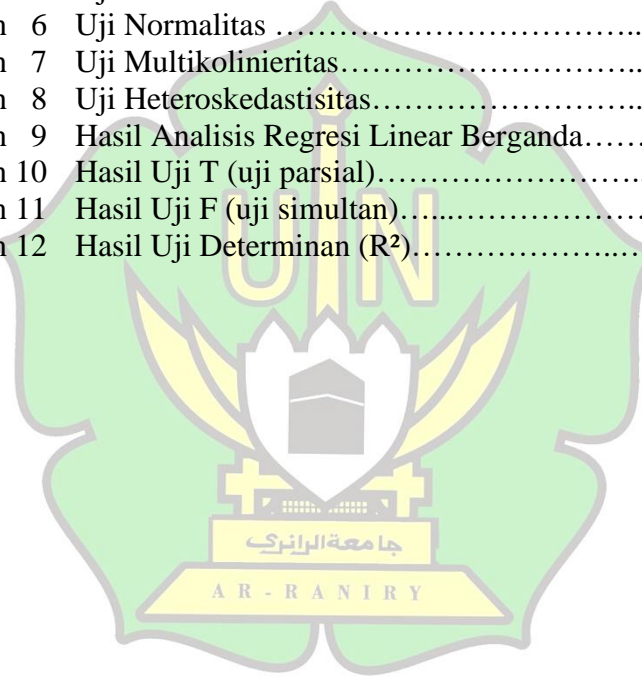 n 6 Uji Normalitas ……………………………..
n 7 Uji Multikolinieritas………………………..
n 8 Uji Heteroskedastisitas……………………..
n 9 Hasil Analisis Regresi Linear Berganda……
n 10 Hasil Uji T (uji parsial)…………………….
n 11 Hasil Uji F (uji simultan)…...………………
n 12 Hasil Uji Determinan (R²)………………..…
UIN
جامعةالرانري
AR-RANIRY